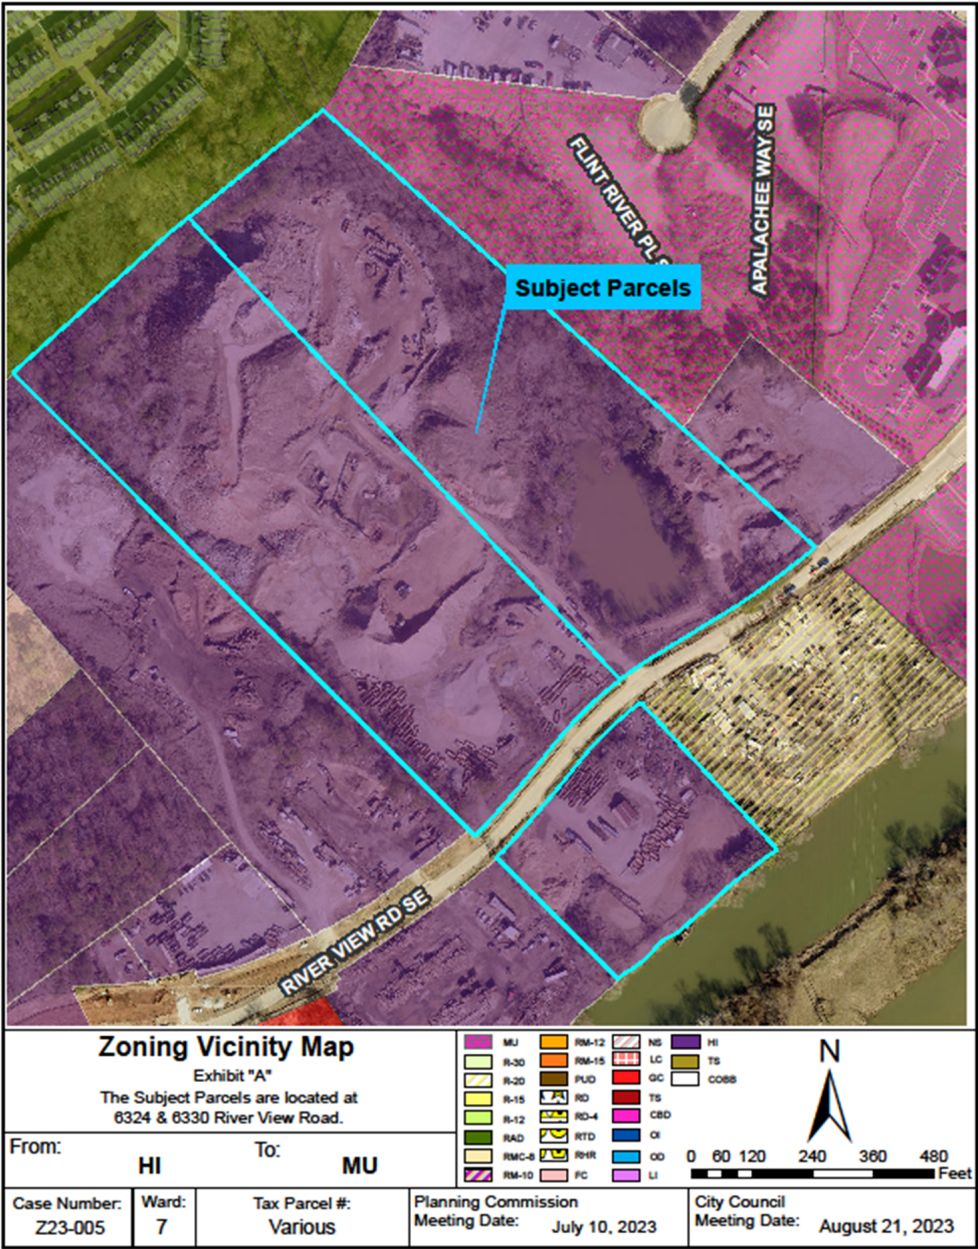 FLINT RIVER PL S
APALACHEE WAY SE
Subject Parcels
RIVER VIEW RD SE
Zoning Vicinity Map
Exhibit "A"
The Subject Parcels are located at
6324 & 6330 River View Road.
From:
HI
To:
MU
MU
R-30
R-20
R-15
R-12
RAD
RMC-8
RM-10
RM-12
RM-15
PUD
RD
RD-4
RTD
RHR
FC
NS
LC
GC
TS
CBD
OI
OD
LI
HI
TS
COBB
N
0 60 120 240 360 480
Feet
Case Number:
Z23-005
Ward:
7
Tax Parcel #:
Various
Planning Commission
Meeting Date: July 10, 2023
City Council
Meeting Date: August 21, 2023